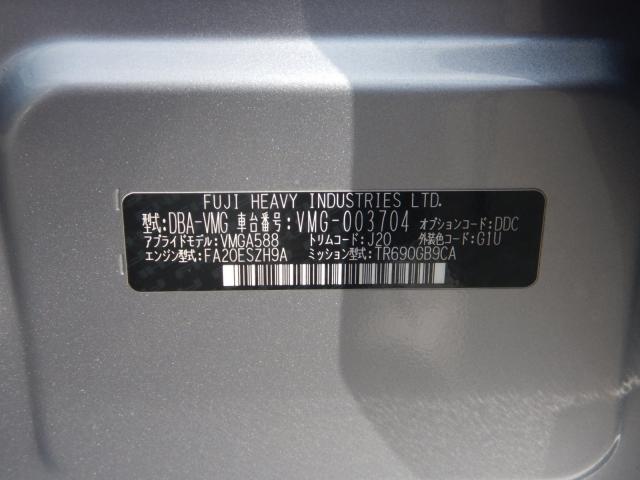 FUJI HEAVY INDUSTRIES LTD.
型式:DBA-VMG 車台番号:VMG-003704 オプションコード:DDC
アプライドモデル:VMGA588 トリムコード:J20 外装色コード:G1U
エンジン型式:FA20ESZH9A ミッション型式:TR690GB9CA